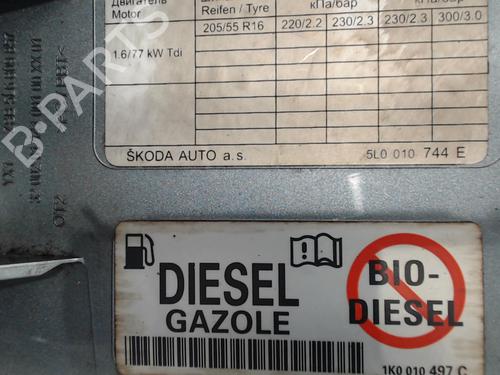 Двигатель
Motor
Reifen / Tyre
кПа/бар
кПа/бар
205/55 R16
220/2.2
230/2.3
230/2.3
300/3.0
1.6/77 kW Tdi
ŠKODA AUTO a.s.
5L0 010 744 E
DIESEL
GAZOLE
BIO-
DIESEL
1K0 010 497 C